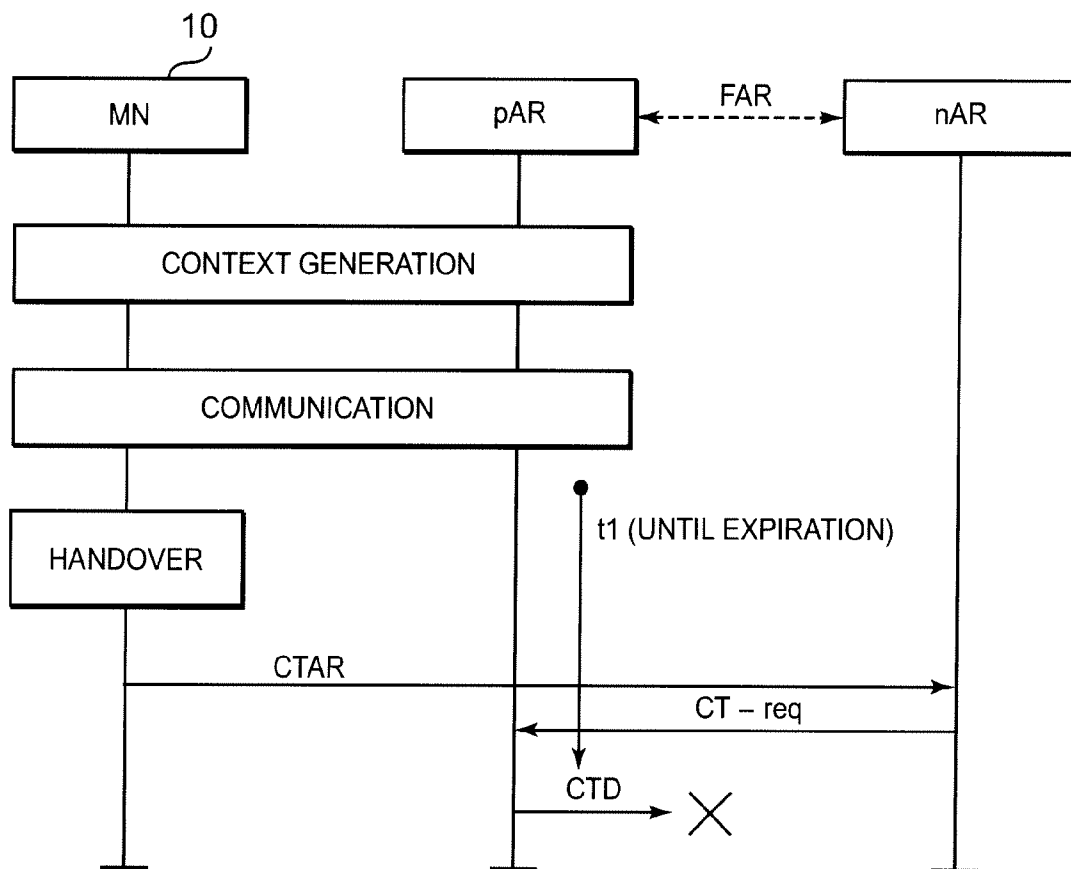 10
MN
pAR
FAR
nAR
CONTEXT GENERATION
COMMUNICATION
t1 (UNTIL EXPIRATION)
HANDOVER
CTAR
CT – req
CTD